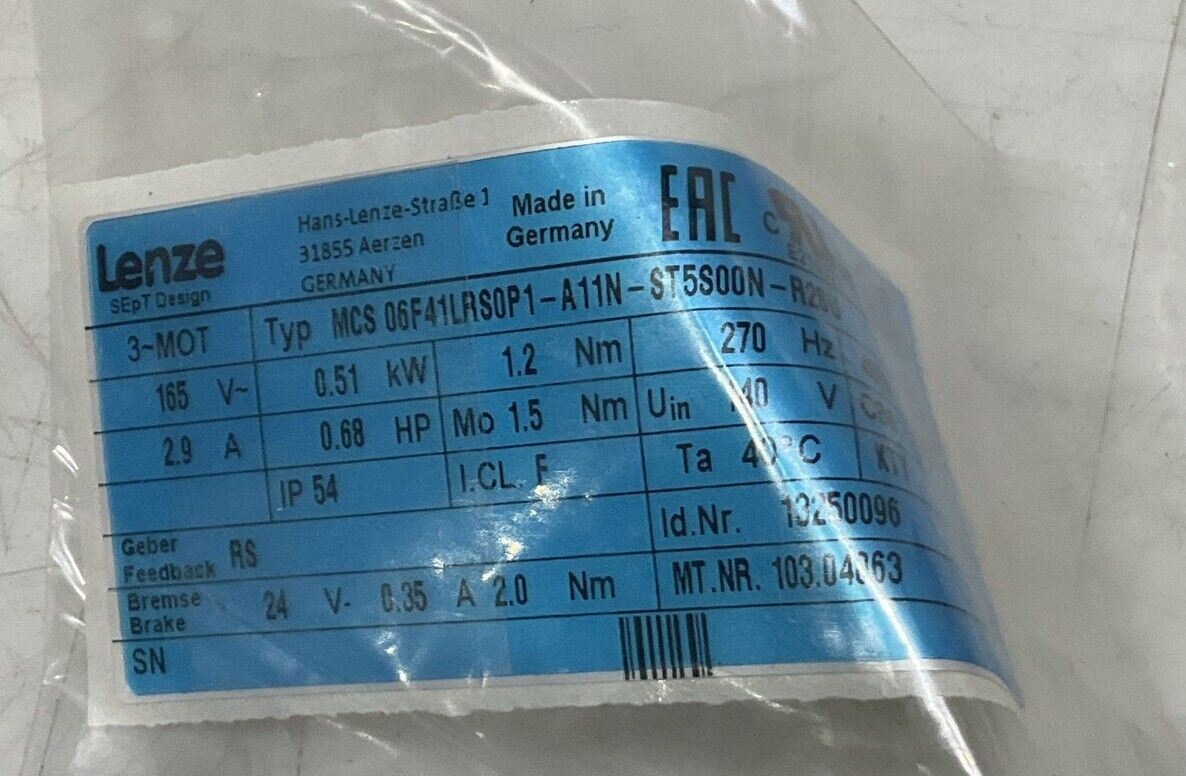 Lenze
SEpT Design
Hans-Lenze-Straße 1
31855 Aerzen
GERMANY
Made in
Germany
EAC
3~MOT
Typ MCS 06F41LRS0P1-A11N-ST5S00N-
165 V~
0.51 kW
1.2 Nm
270 Hz
2.9 A
0.68 HP
Mo 1.5 Nm
Uin 140 V
IP 54
I.CL. F
Ta 40°C
Geber
Feedback RS
Id.Nr. 13250096
Bremse
Brake
24 V- 0.35 A 2.0 Nm
MT.NR.
SN